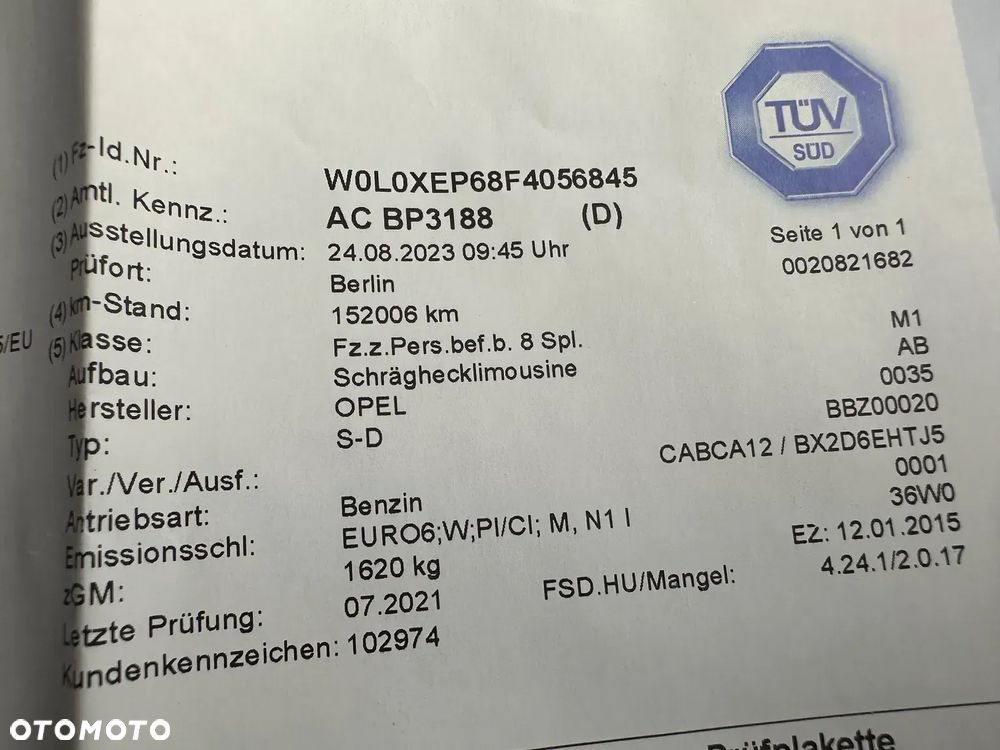 TÜV
SÜD
(1) Fz-Id.Nr.: W0L0XEP68F4056845
(2) Amtl. Kennz.: AC BP3188 (D)
Seite 1 von 1
(3) Ausstellungsdatum: 24.08.2023 09:45 Uhr
0020821682
Prüfort: Berlin
(4) km-Stand: 152006 km
5/EU
(5) Klasse: Fz.z.Pers.bef.b. 8 Spl. M1
Aufbau: Schräghecklimousine AB
Hersteller: OPEL 0035
Typ: S-D BBZ00020
Var./Ver./Ausf.: CABCA12 / BX2D6EHTJ5
Antriebsart: Benzin 0001
Emissionsschl: EURO6;W;PI/CI; M, N1 I 36W0
zGM: 1620 kg EZ: 12.01.2015
Letzte Prüfung: 07.2021 FSD.HU/Mangel: 4.24.1/2.0.17
Kundenkennzeichen: 102974
Prüfplakette
OTOMOTO